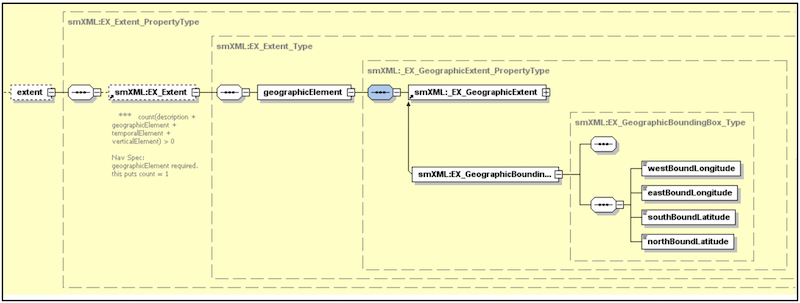 smXML:EX_Extent_PropertyType
smXML:EX_Extent_Type
smXML:_EX_GeographicExtent_PropertyType
extent
smXML:EX_Extent
geographicElement
smXML:_EX_GeographicExtent
*** count(description +
geographicElement +
temporalElement +
verticalElement) > 0
Nav Spec:
geographicElement required.
this puts count = 1
smXML:EX_GeographicBoundingBox_Type
smXML:EX_GeographicBoundin...
westBoundLongitude
eastBoundLongitude
southBoundLatitude
northBoundLatitude